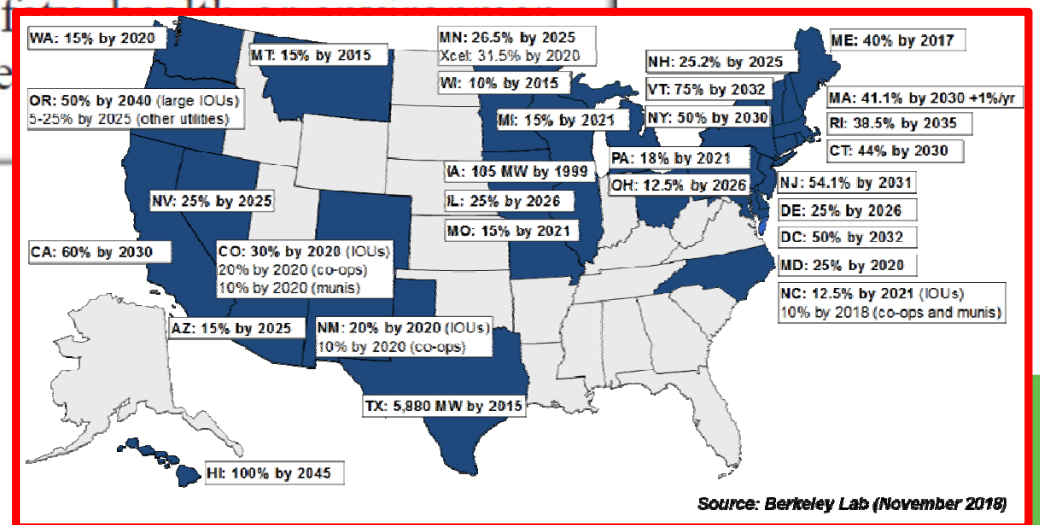 WA: 15% by 2020
MT: 15% by 2015
MN: 26.5% by 2025
Xcel: 31.5% by 2020
ME: 40% by 2017
NH: 25.2% by 2025
WI: 10% by 2015
VT: 75% by 2032
MA: 41.1% by 2030 +1%/yr
OR: 50% by 2040 (large IOUs)
5-25% by 2025 (other utilities)
MI: 15% by 2021
NY: 50% by 2030
RI: 38.5% by 2035
CT: 44% by 2030
PA: 18% by 2021
IA: 105 MW by 1999
OH: 12.5% by 2026
NJ: 54.1% by 2031
NV: 25% by 2025
IL: 25% by 2026
DE: 25% by 2026
MO: 15% by 2021
DC: 50% by 2032
CA: 60% by 2030
CO: 30% by 2020 (IOUs)
20% by 2020 (co-ops)
10% by 2020 (munis)
MD: 25% by 2020
NC: 12.5% by 2021 (IOUs)
10% by 2018 (co-ops and munis)
AZ: 15% by 2025
NM: 20% by 2020 (IOUs)
10% by 2020 (co-ops)
TX: 5,880 MW by 2015
HI: 100% by 2045
Source: Berkeley Lab (November 2018)